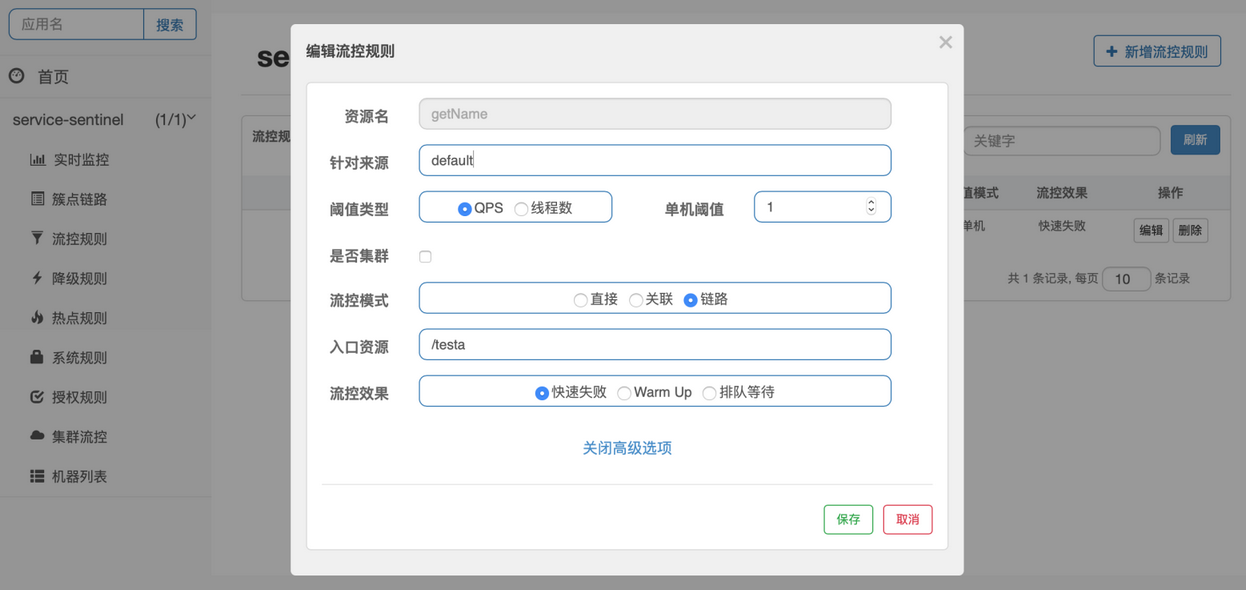 应用名 搜索
首页
service-sentinel (1/1)
实时监控
簇点链路
流控规则
降级规则
热点规则
系统规则
授权规则
集群流控
机器列表
se
新增流控规则
流控规
关键字 刷新
值模式 流控效果 操作
单机 快速失败 编辑 删除
共 1 条记录, 每页 10 条记录
编辑流控规则 ×
资源名 getName
针对来源 default
阈值类型 QPS 线程数 单机阈值 1
是否集群
流控模式 直接 关联 链路
入口资源 /testa
流控效果 快速失败 Warm Up 排队等待
关闭高级选项
保存 取消